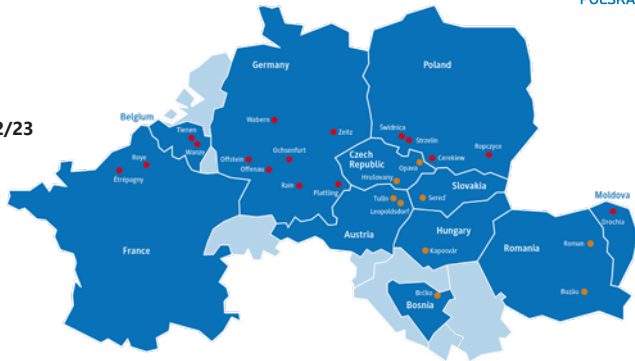 POLSKA
2/23
Germany
Poland
Belgium
Tienen
Wanze
Roye
Étrépagny
France
Wabern
Zeitz
Ochsenfurt
Offstein
Offenau
Rain
Plattling
Świdnica
Strzelin
Cerekiew
Ropczyce
Czech
Republic
Opava
Hrušovany
Slovakia
Sereď
Tulln
Leopoldsdorf
Austria
Hungary
Kaposvár
Brčko
Bosnia
Romania
Roman
Buzău
Moldova
Drochia